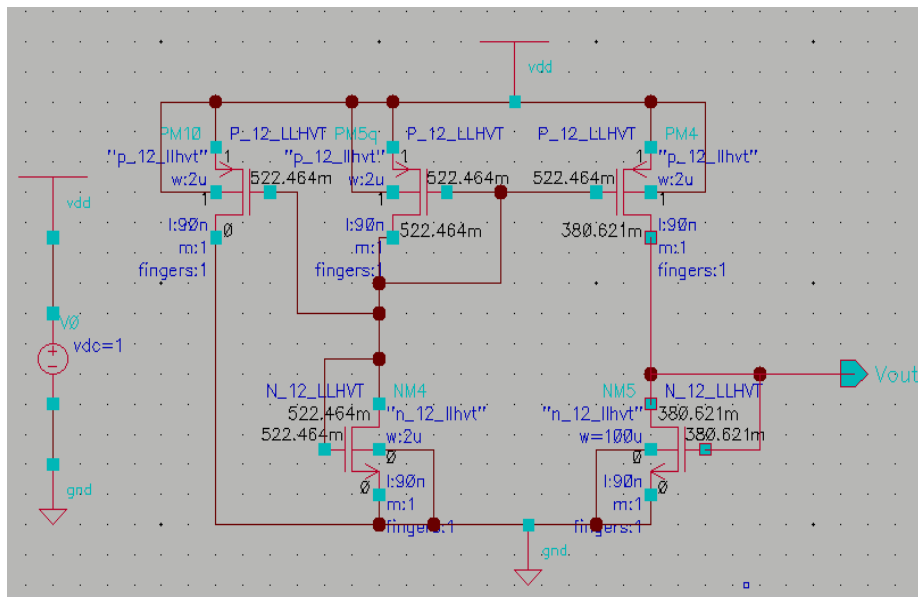 vdd
PM10 P_12_LLHVT PM5q P_12_LLHVT P_12_LLHVT PM4
"p_12_llhvt" "p_12_llhvt" "p_12_llhvt"
1 1 1
w:2u 522.464m w:2u 522.464m 522.464m w:2u
1 1 1
l:90n 522.464m l:90n 380.621m l:90n
0
m:1 m:1 m:1
fingers:1 fingers:1 fingers:1
vdd
V0
vdc=1
gnd
N_12_LLHVT NM4 NM5 N_12_LLHVT
522.464m "n_12_llhvt" "n_12_llhvt" 380.621m
522.464m w:2u w=100u 380.621m
0 0
l:90n l:90n
0 0
m:1 m:1
fingers:1 fingers:1
gnd
Vout